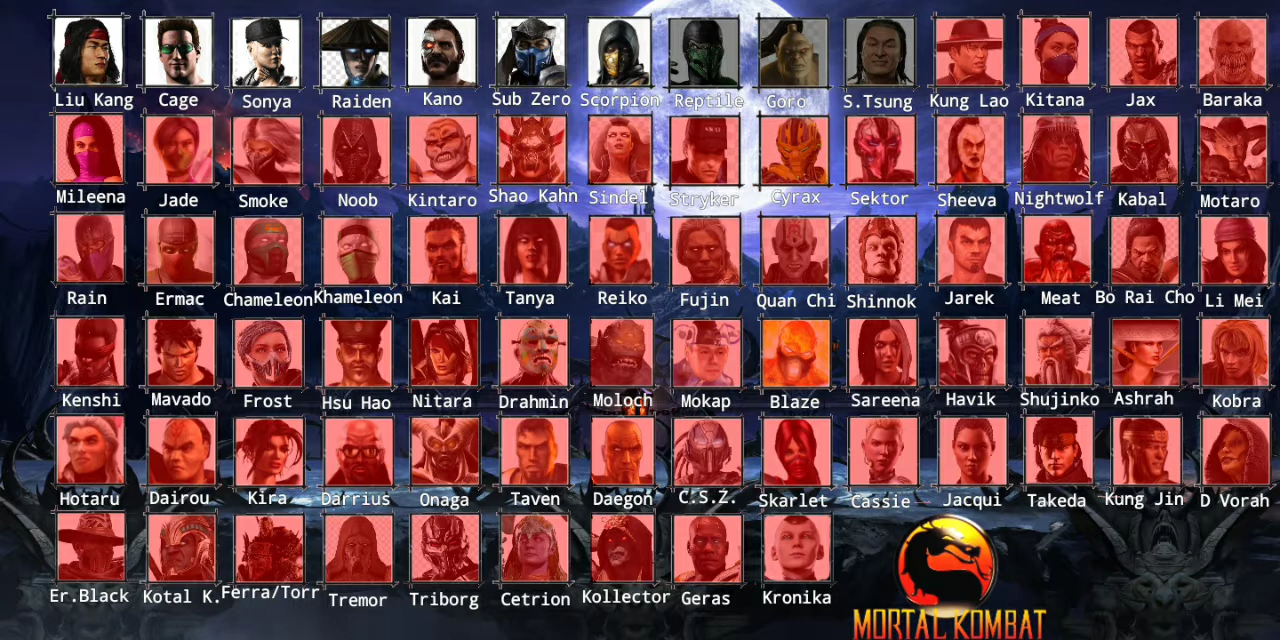 Liu Kang Cage Sonya Raiden Kano Sub Zero Scorpion Reptile Goro S.Tsung Kung Lao Kitana Jax Baraka
Mileena Jade Smoke Noob Kintaro Shao Kahn Sindel Stryker Cyrax Sektor Sheeva Nightwolf Kabal Motaro
Rain Ermac Chameleon Khameleon Kai Tanya Reiko Fujin Quan Chi Shinnok Jarek Meat Bo Rai Cho Li Mei
Kenshi Mavado Frost Hsu Hao Nitara Drahmin Moloch Mokap Blaze Sareena Havik Shujinko Ashrah Kobra
Hotaru Dairou Kira Darrius Onaga Taven Daegon C.S.Z. Skarlet Cassie Jacqui Takeda Kung Jin D Vorah
Er.Black Kotal K. Ferra/Torr Tremor Triborg Cetrion Kollector Geras Kronika
MORTAL KOMBAT